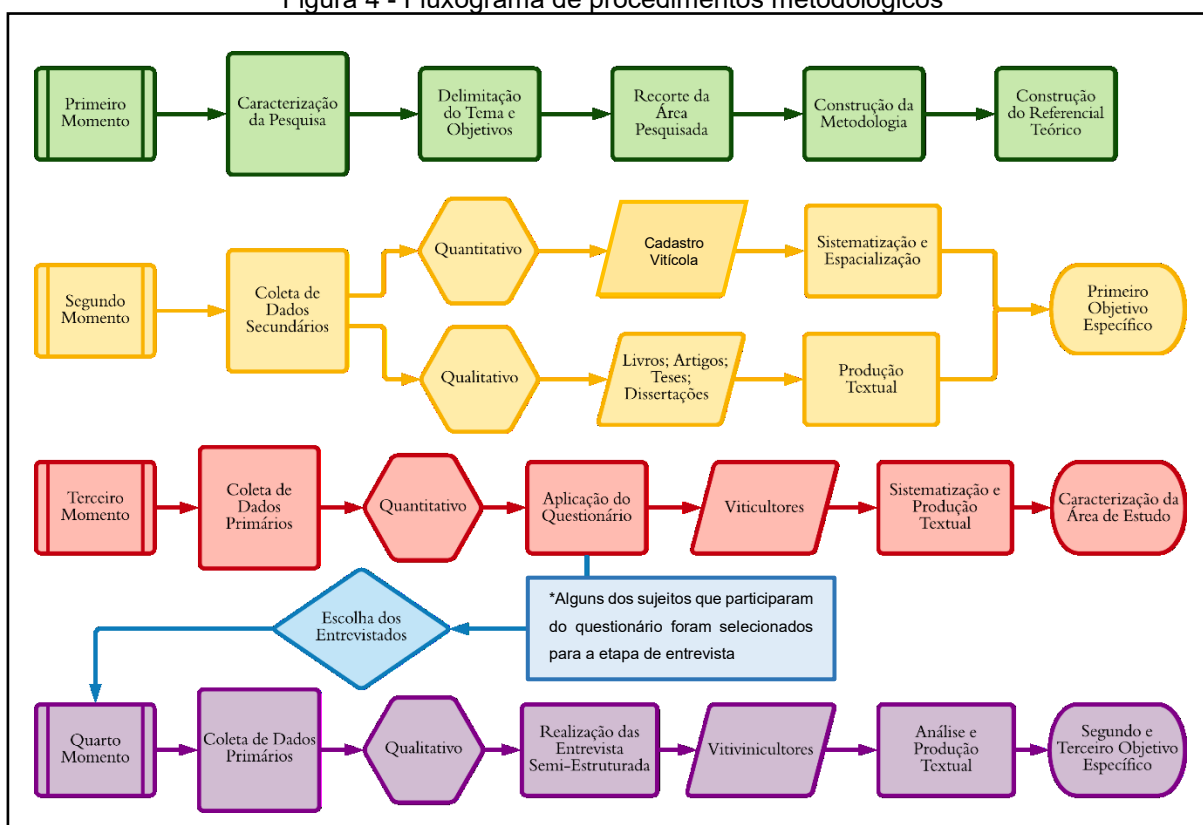 Figura 4 - Fluxograma de procedimentos metodológicos
Primeiro
Momento
Caracterização
da Pesquisa
Delimitação
do Tema e
Objetivos
Recorte da
Área
Pesquisada
Construção da
Metodologia
Construção
do Referencial
Teórico
Segundo
Momento
Coleta de
Dados
Secundários
Quantitativo
Cadastro
Vitícola
Sistematização e
Espacialização
Qualitativo
Livros; Artigos;
Teses;
Dissertações
Produção
Textual
Primeiro
Objetivo
Específico
Terceiro
Momento
Coleta de
Dados
Primários
Quantitativo
Aplicação do
Questionário
Viticultores
Sistematização e
Produção
Textual
Caracterização da
Área de Estudo
Escolha dos
Entrevistados
*Alguns dos sujeitos que participaram
do questionário foram selecionados
para a etapa de entrevista
Quarto
Momento
Coleta de Dados
Primários
Qualitativo
Realização das
Entrevista
Semi-Estruturada
Vitivinicultores
Análise e
Produção
Textual
Segundo e
Terceiro Objetivo
Específico